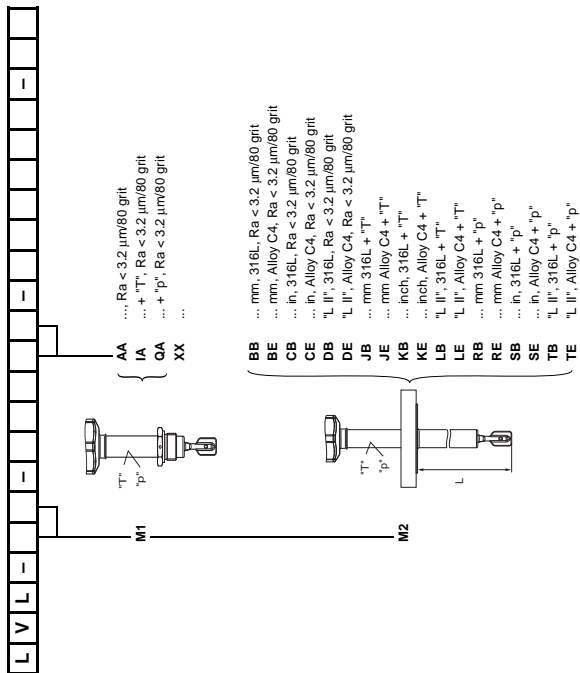 L V L – – – –
M1
"T"
"p"
AA ..., Ra < 3.2 µm/80 grit
IA ... + "T", Ra < 3.2 µm/80 grit
QA ... + "p", Ra < 3.2 µm/80 grit
XX ...
M2
"T"
"p"
L
BB ... mm, 316L, Ra < 3.2 µm/80 grit
BE ... mm, Alloy C4, Ra < 3.2 µm/80 grit
CB ... in, 316L, Ra < 3.2 µm/80 grit
CE ... in, Alloy C4, Ra < 3.2 µm/80 grit
DB "L II", 316L, Ra < 3.2 µm/80 grit
DE "L II", Alloy C4, Ra < 3.2 µm/80 grit
JB ... mm 316L + "T"
JE ... mm Alloy C4 + "T"
KB ... inch, 316L + "T"
KE ... inch, Alloy C4 + "T"
LB "L II", 316L + "T"
LE "L II", Alloy C4 + "T"
RB ... mm 316L + "p"
RE ... mm Alloy C4 + "p"
SB ... in, 316L + "p"
SE ... in, Alloy C4 + "p"
TB "L II", 316L + "p"
TE "L II", Alloy C4 + "p"